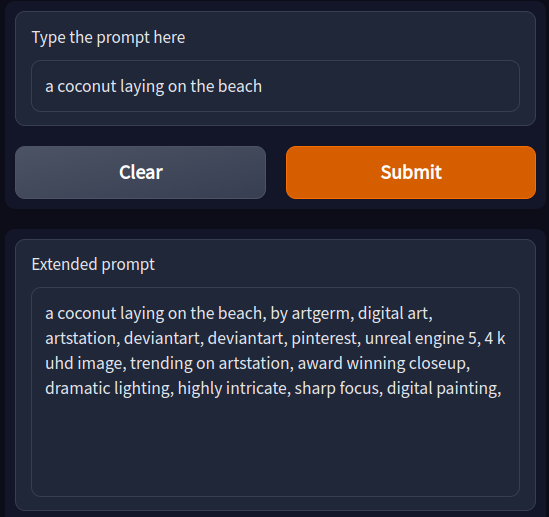 Type the prompt here
a coconut laying on the beach
Clear
Submit
Extended prompt
a coconut laying on the beach, by artgerm, digital art,
artstation, deviantart, deviantart, pinterest, unreal engine 5, 4 k
uhd image, trending on artstation, award winning closeup,
dramatic lighting, highly intricate, sharp focus, digital painting,